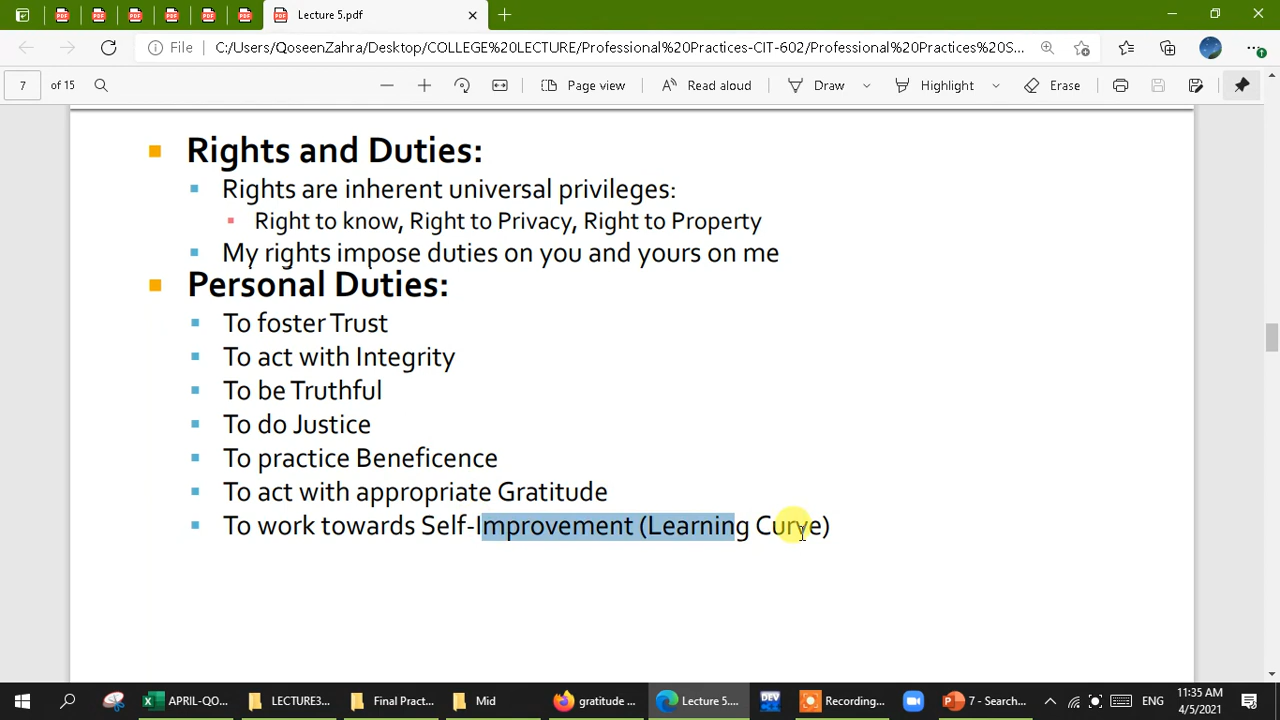 Lecture 5.pdf
File
C:/Users/QoseenZahra/Desktop/COLLEGE%20LECTURE/Professional%20Practices-CIT-602/Professional%20Practices%20S...
7 of 15
Page view
Read aloud
Draw
Highlight
Erase
Rights and Duties:
Rights are inherent universal privileges:
Right to know, Right to Privacy, Right to Property
My rights impose duties on you and yours on me
Personal Duties:
To foster Trust
To act with Integrity
To be Truthful
To do Justice
To practice Beneficence
To act with appropriate Gratitude
To work towards Self-Improvement (Learning Curve)
APRIL-QO...
LECTURE3...
Final Pract...
Mid
gratitude ...
Lecture 5....
DEV
Recording...
7 - Search...
ENG
11:35 AM
4/5/2021